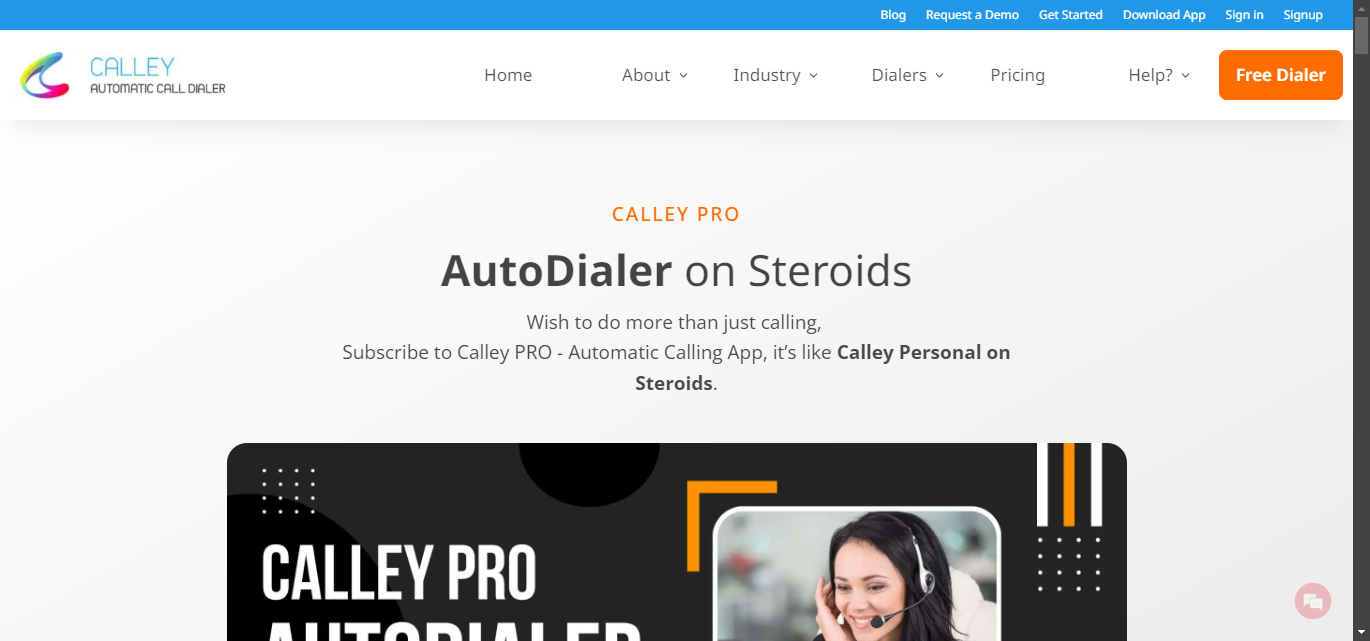 Blog Request a Demo Get Started Download App Sign in Signup
CALLEY
AUTOMATIC CALL DIALER
Home About Industry Dialers Pricing Help? Free Dialer
CALLEY PRO
AutoDialer on Steroids
Wish to do more than just calling,
Subscribe to Calley PRO - Automatic Calling App, it’s like Calley Personal on
Steroids.
CALLEY PRO
AUTODIALER